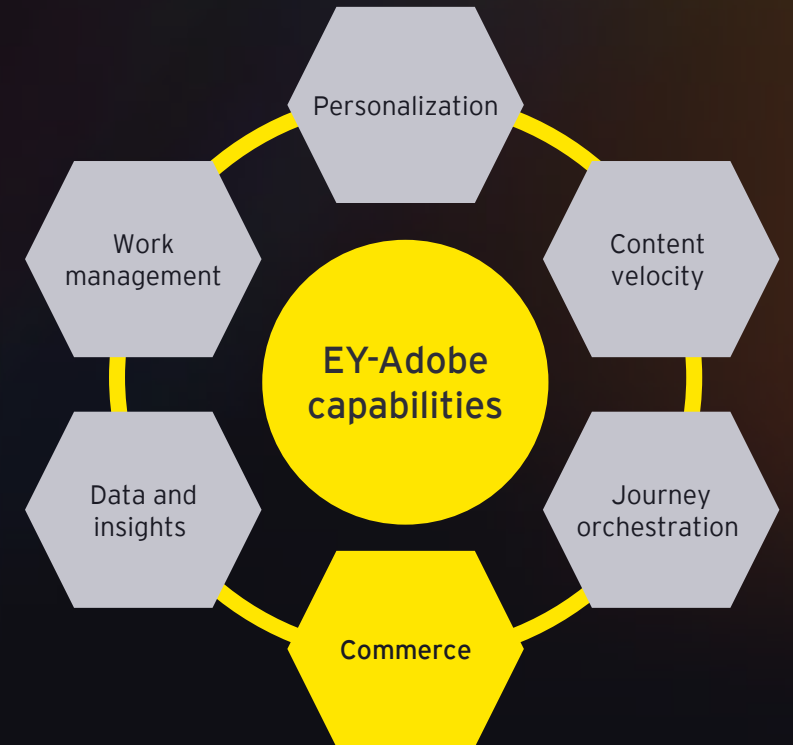 Personalization
Work
management
Content
velocity
EY-Adobe
capabilities
Data and
insights
Journey
orchestration
Commerce